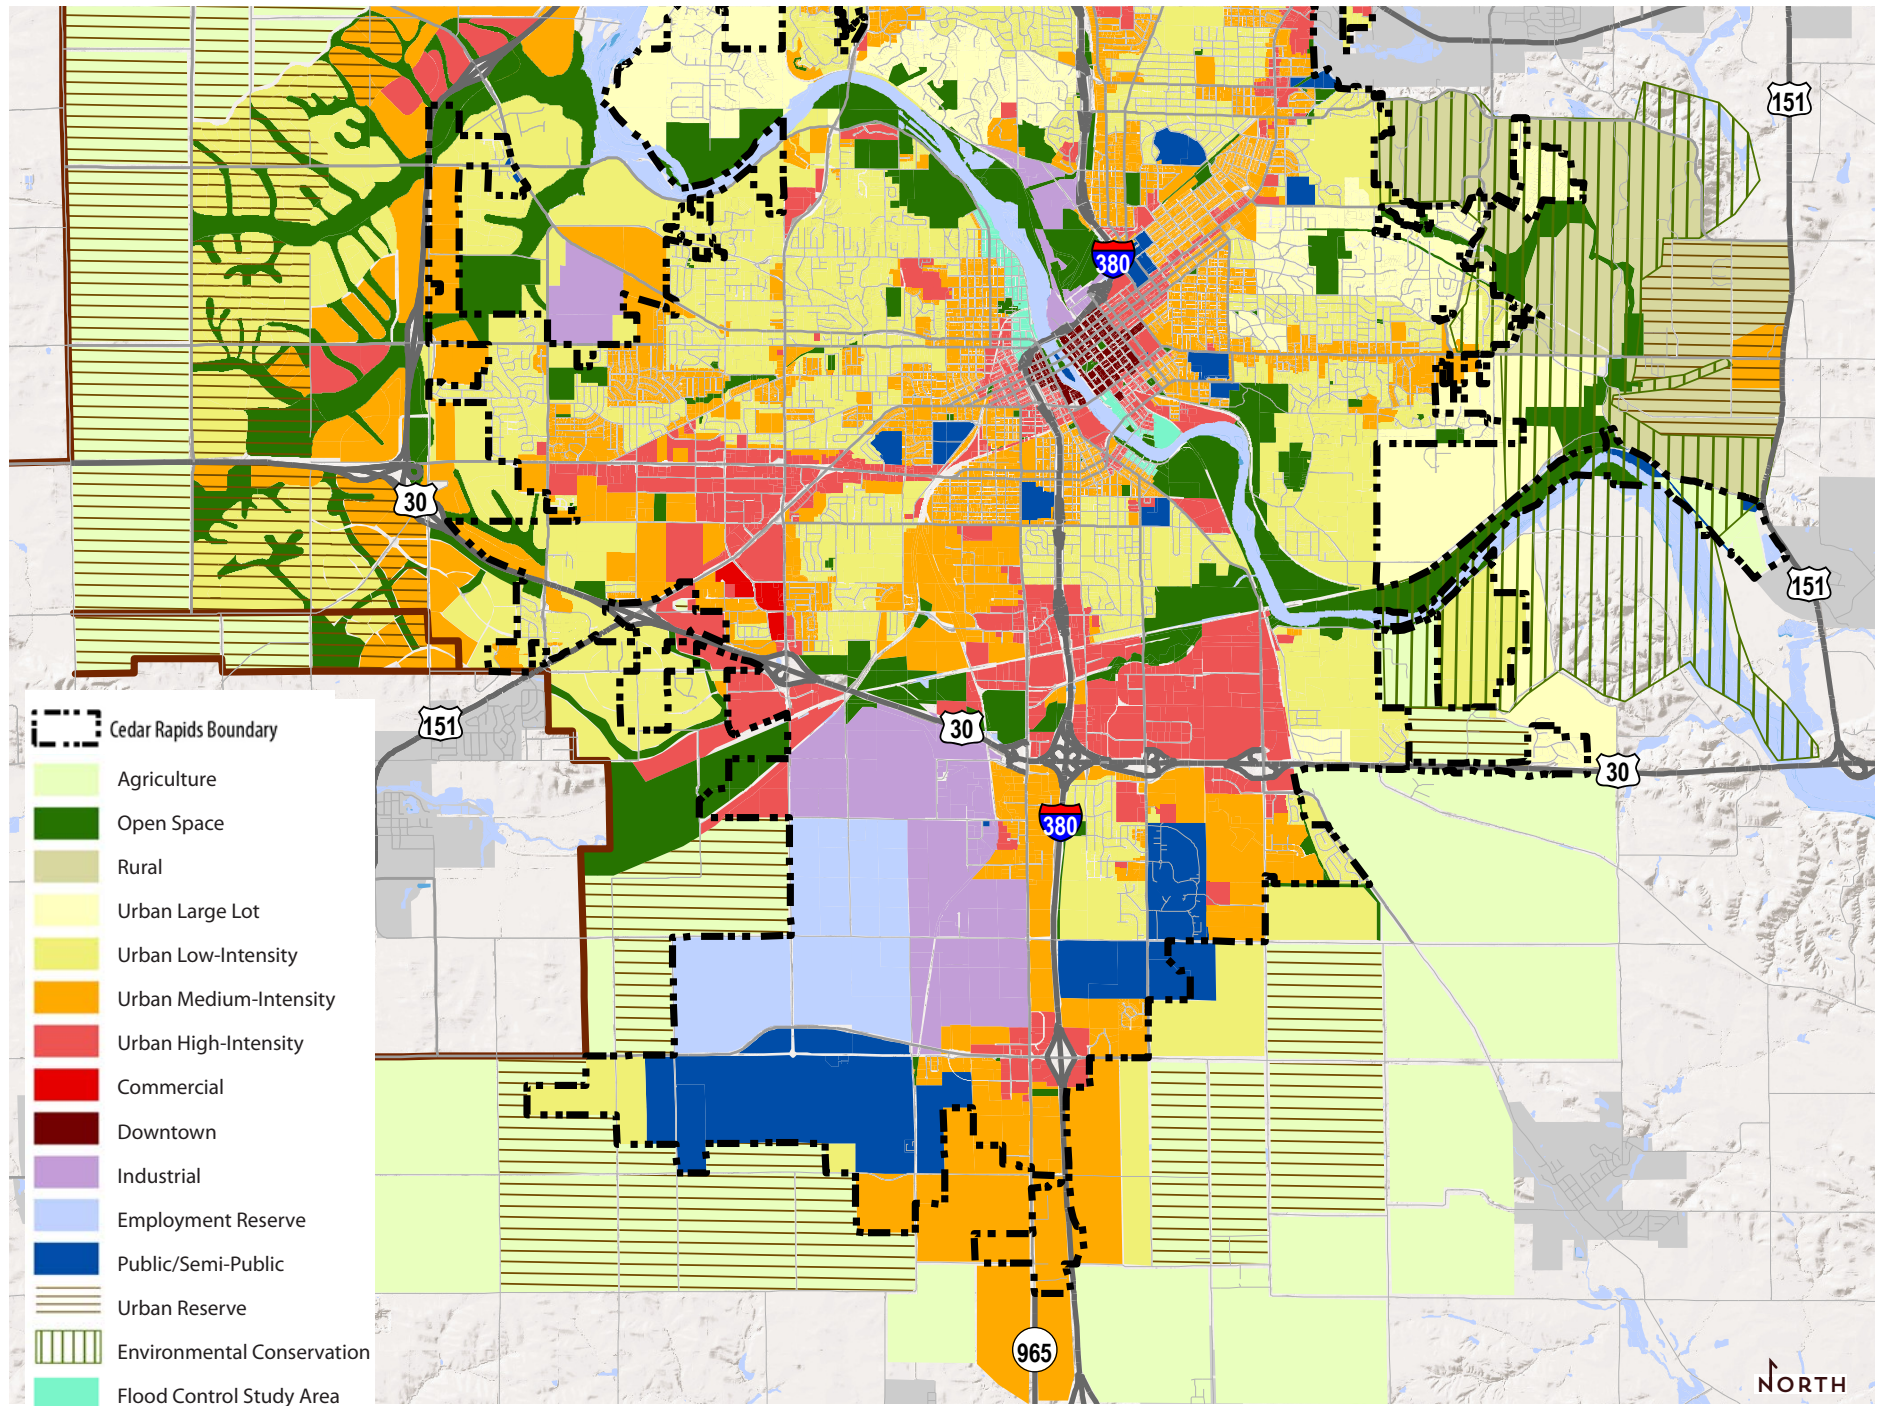 151
380
30
151
151
30
30
380
965
Cedar Rapids Boundary
Agriculture
Open Space
Rural
Urban Large Lot
Urban Low-Intensity
Urban Medium-Intensity
Urban High-Intensity
Commercial
Downtown
Industrial
Employment Reserve
Public/Semi-Public
Urban Reserve
Environmental Conservation
Flood Control Study Area
NORTH